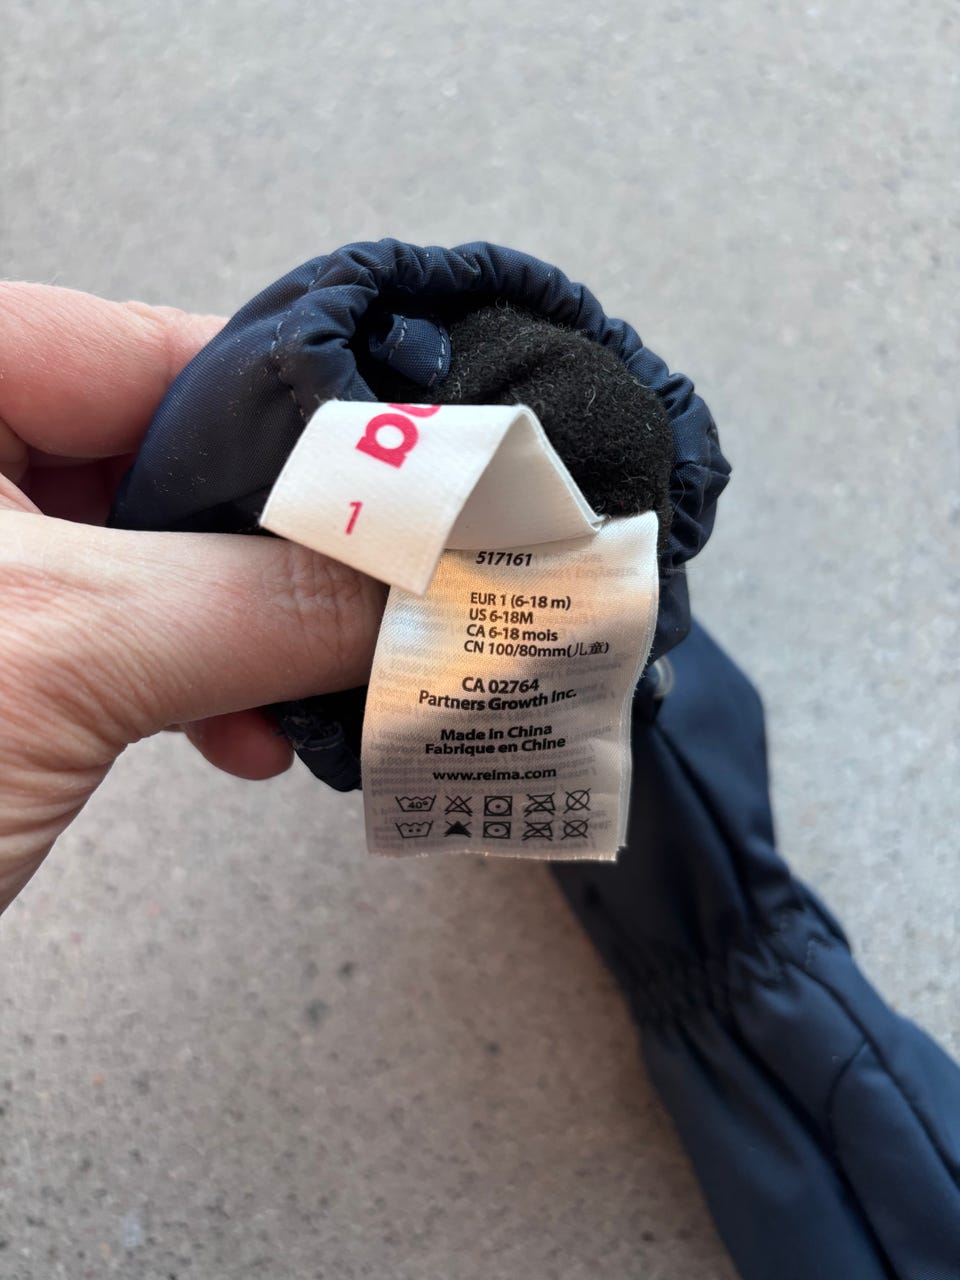 1
517161
EUR 1 (6-18 m)
US 6-18M
CA 6-18 mois
CN 100/80mm(儿童)
CA 02764
Partners Growth Inc.
Made in China
Fabrique en Chine
www.reima.com
40°